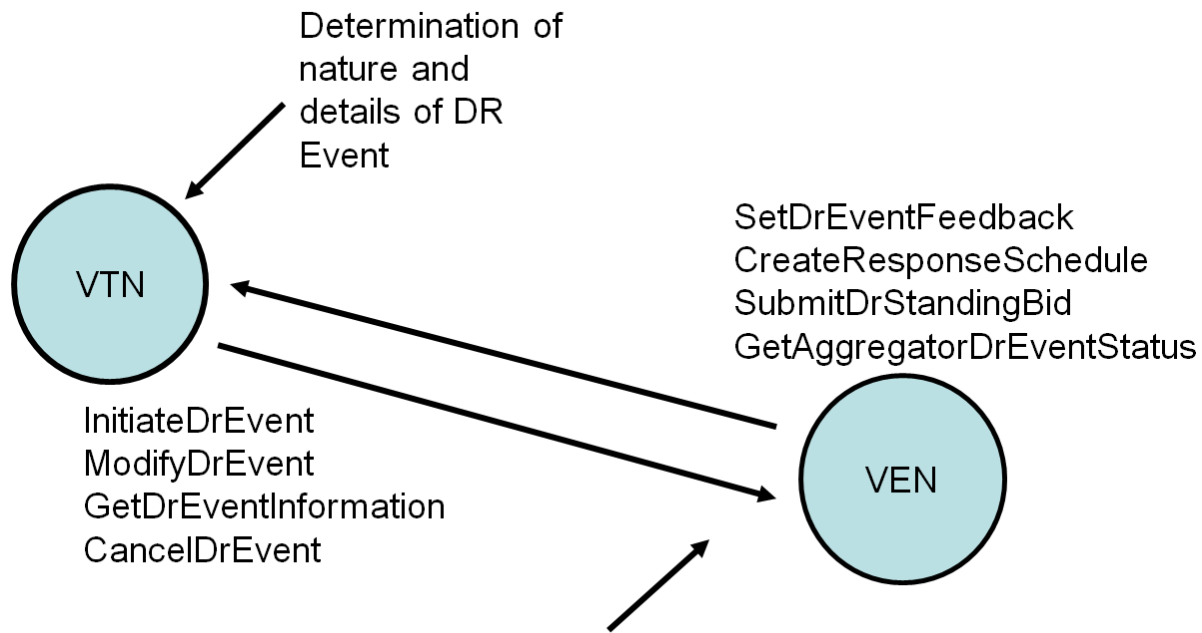 Determination of
nature and
details of DR
Event
VTN
SetDrEventFeedback
CreateResponseSchedule
SubmitDrStandingBid
GetAggregatorDrEventStatus
InitiateDrEvent
ModifyDrEvent
GetDrEventInformation
CancelDrEvent
VEN